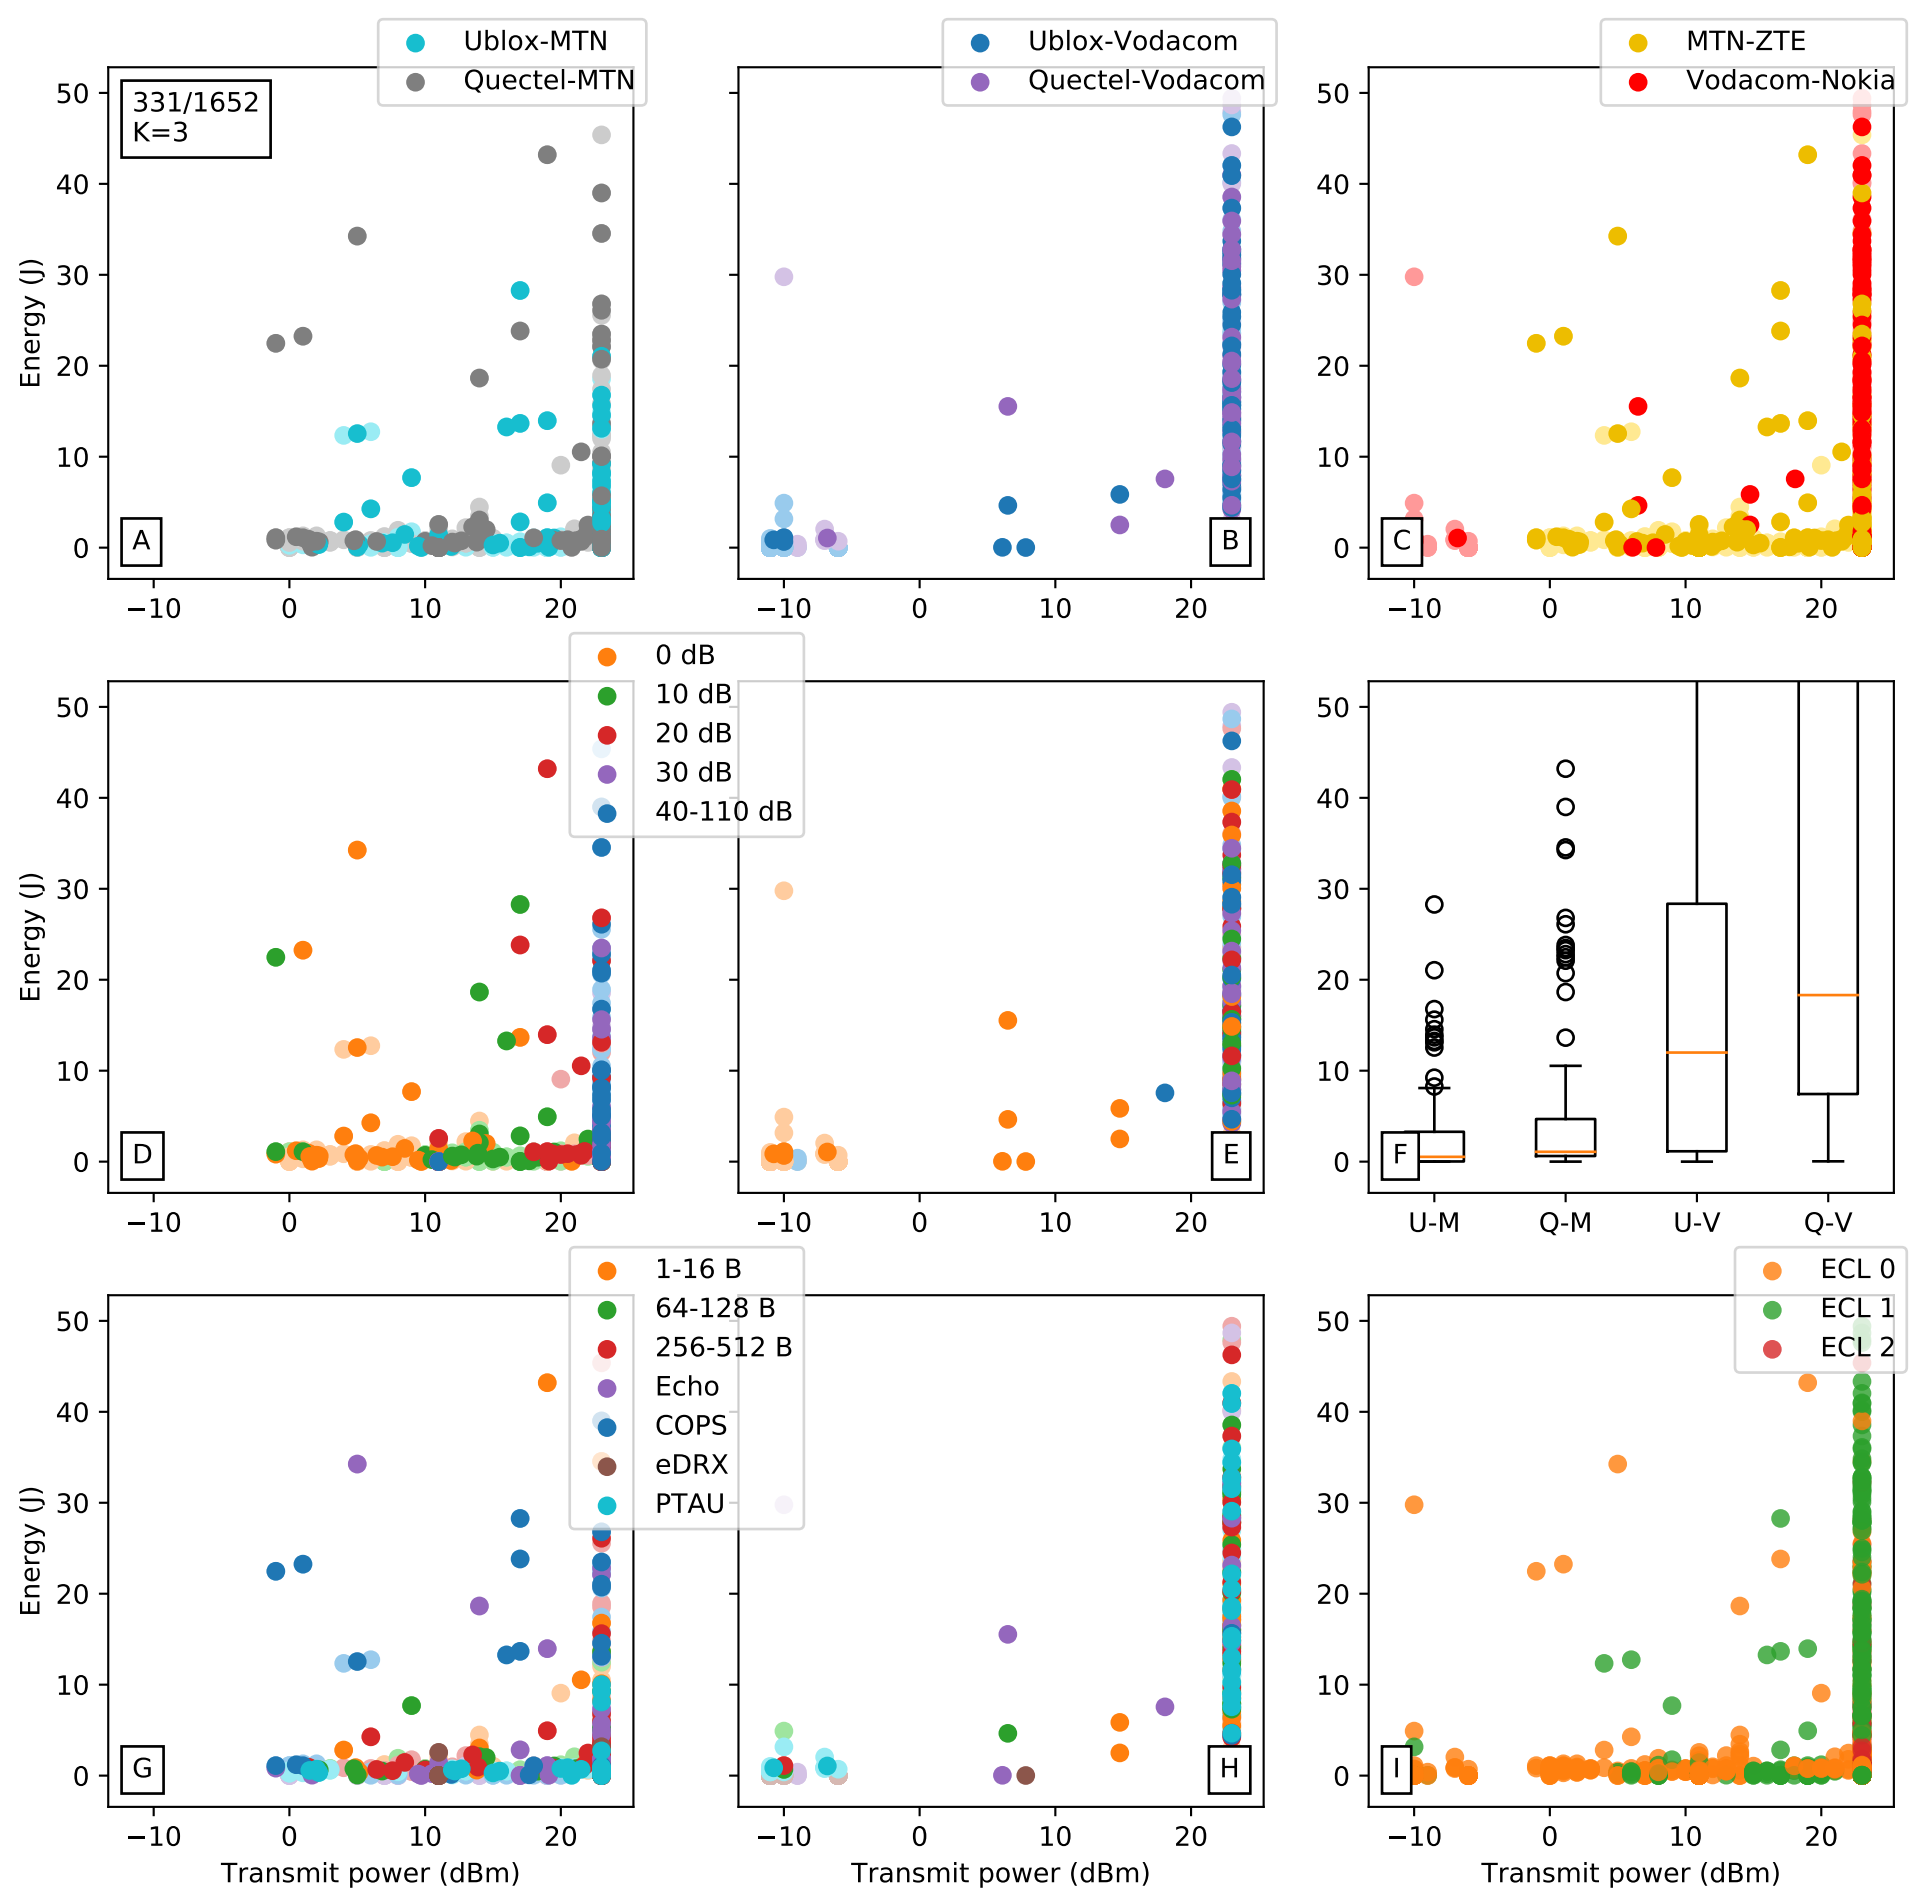 Ublox-MTN
Quectel-MTN
Ublox-Vodacom
Quectel-Vodacom
MTN-ZTE
Vodacom-Nokia
331/1652
K=3
Energy (J)
50
40
30
20
10
0
A
−10 0 10 20
B
−10 0 10 20
50
40
30
20
10
0
C
−10 0 10 20
0 dB
10 dB
20 dB
30 dB
40-110 dB
Energy (J)
50
40
30
20
10
0
D
−10 0 10 20
E
−10 0 10 20
50
40
30
20
10
0
F
U-M Q-M U-V Q-V
1-16 B
64-128 B
256-512 B
Echo
COPS
eDRX
PTAU
ECL 0
ECL 1
ECL 2
Energy (J)
50
40
30
20
10
0
G
−10 0 10 20
Transmit power (dBm)
H
−10 0 10 20
Transmit power (dBm)
50
40
30
20
10
0
I
−10 0 10 20
Transmit power (dBm)